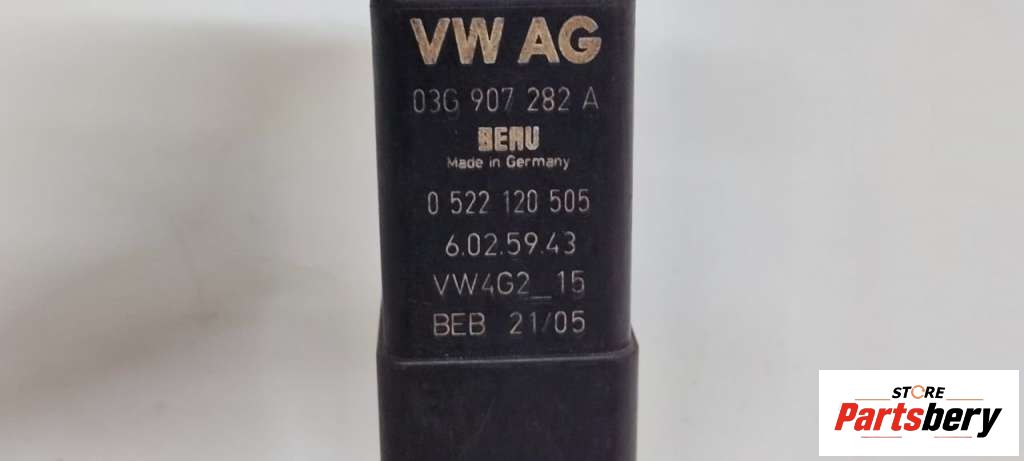 VW AG
03G 907 282 A
BERU
Made in Germany
0 522 120 505
6.02.59.43
VW4G2_15
BEB 21/05
STORE
Partsbery